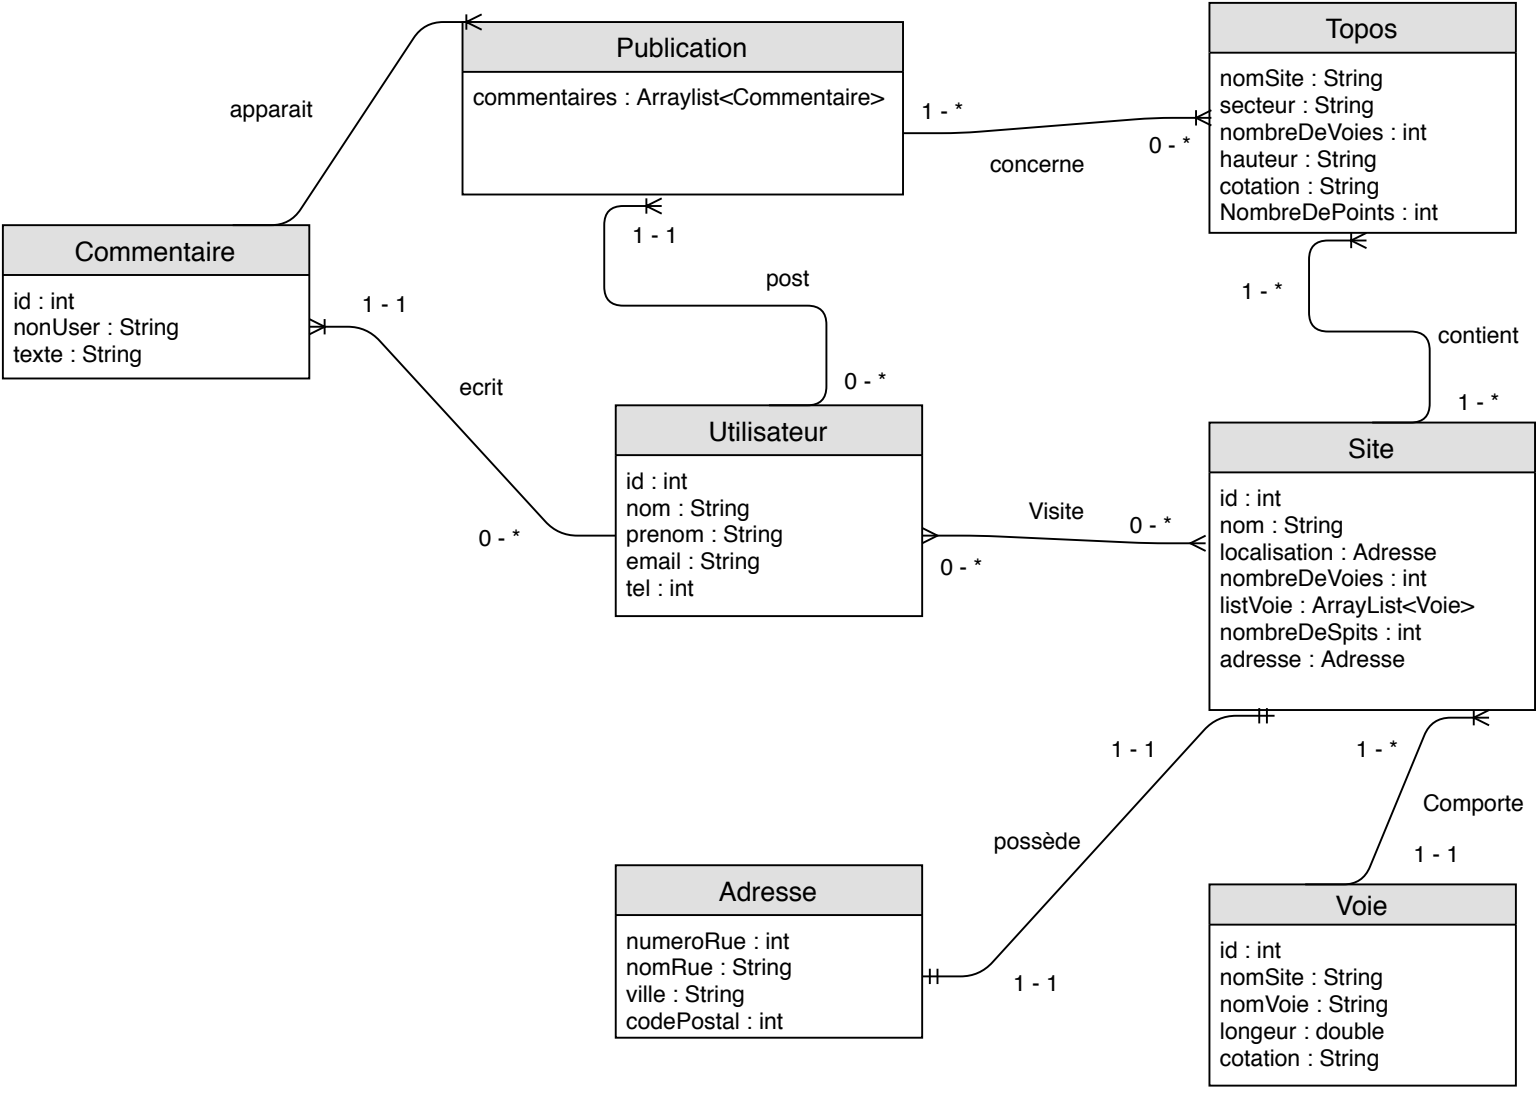 Publication
commentaires : Arraylist<Commentaire>
Topos
nomSite : String
secteur : String
nombreDeVoies : int
hauteur : String
cotation : String
NombreDePoints : int
apparait
1 - *
0 - *
concerne
Commentaire
id : int
nonUser : String
texte : String
1 - 1
ecrit
0 - *
1 - 1
post
0 - *
1 - *
contient
1 - *
Utilisateur
id : int
nom : String
prenom : String
email : String
tel : int
Visite
0 - *
0 - *
Site
id : int
nom : String
localisation : Adresse
nombreDeVoies : int
listVoie : ArrayList<Voie>
nombreDeSpits : int
adresse : Adresse
1 - 1
possède
1 - 1
1 - *
Comporte
1 - 1
Adresse
numeroRue : int
nomRue : String
ville : String
codePostal : int
Voie
id : int
nomSite : String
nomVoie : String
longeur : double
cotation : String